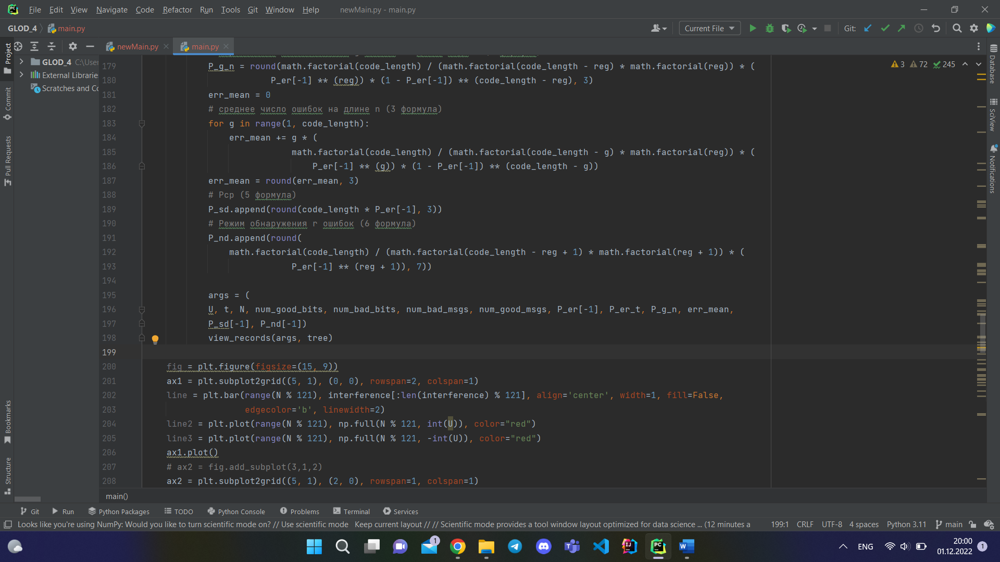 PC
File Edit View Navigate Code Refactor Run Tools Git Window Help newMain.py - main.py
GLOD_4 main.py Current File Git:
newMain.py main.py
Project
Commit
Pull Requests
Bookmarks
Structure
GLOD_4 C:\User
External Librarie
Scratches and Co
3 72 245
Database
SciView
Notifications
179 P_g_n = round(math.factorial(code_length) / (math.factorial(code_length - reg) * math.factorial(reg)) * (
180 P_er[-1] ** (reg)) * (1 - P_er[-1]) ** (code_length - reg), 3)
181 err_mean = 0
182 # среднее число ошибок на длине n (3 формула)
183 for g in range(1, code_length):
184 err_mean += g * (
185 math.factorial(code_length) / (math.factorial(code_length - g) * math.factorial(reg)) * (
186 P_er[-1] ** (g)) * (1 - P_er[-1]) ** (code_length - g))
187 err_mean = round(err_mean, 3)
188 # Рср (5 формула)
189 P_sd.append(round(code_length * P_er[-1], 3))
190 # Режим обнаружения r ошибок (6 формула)
191 P_nd.append(round(
192 math.factorial(code_length) / (math.factorial(code_length - reg + 1) * math.factorial(reg + 1)) * (
193 P_er[-1] ** (reg + 1)), 7))
194
195 args = (
196 U, t, N, num_good_bits, num_bad_bits, num_bad_msgs, num_good_msgs, P_er[-1], P_er_t, P_g_n, err_mean,
197 P_sd[-1], P_nd[-1])
198 view_records(args, tree)
199
200 fig = plt.figure(figsize=(15, 9))
201 ax1 = plt.subplot2grid((5, 1), (0, 0), rowspan=2, colspan=1)
202 line = plt.bar(range(N % 121), interference[:len(interference) % 121], align='center', width=1, fill=False,
203 edgecolor='b', linewidth=2)
204 line2 = plt.plot(range(N % 121), np.full(N % 121, int(U)), color="red")
205 line3 = plt.plot(range(N % 121), np.full(N % 121, -int(U)), color="red")
206 ax1.plot()
207 # ax2 = fig.add_subplot(3,1,2)
208 ax2 = plt.subplot2grid((5, 1), (2, 0), rowspan=1, colspan=1)
main()
Git Run Python Packages TODO Python Console Problems Terminal Services
Looks like you're using NumPy: Would you like to turn scientific mode on? // Use scientific mode Keep current layout // // Scientific mode provides a tool window layout optimized for data science ... (12 minutes a 199:1 CRLF UTF-8 4 spaces Python 3.11 main
1 IJ PC W ENG 20:00
01.12.2022 1